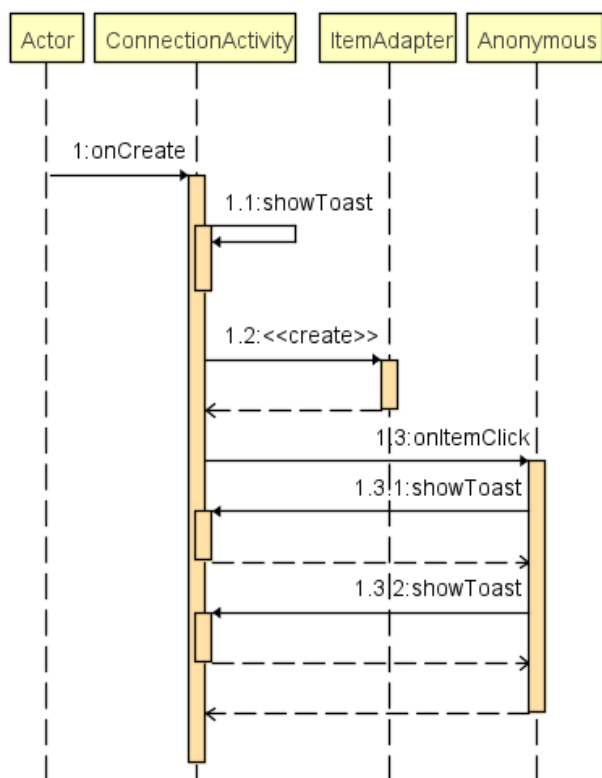 Actor
ConnectionActivity
ItemAdapter
Anonymous
1:onCreate
1.1:showToast
1.2:<<create>>
1.3:onItemClick
1.3.1:showToast
1.3.2:showToast